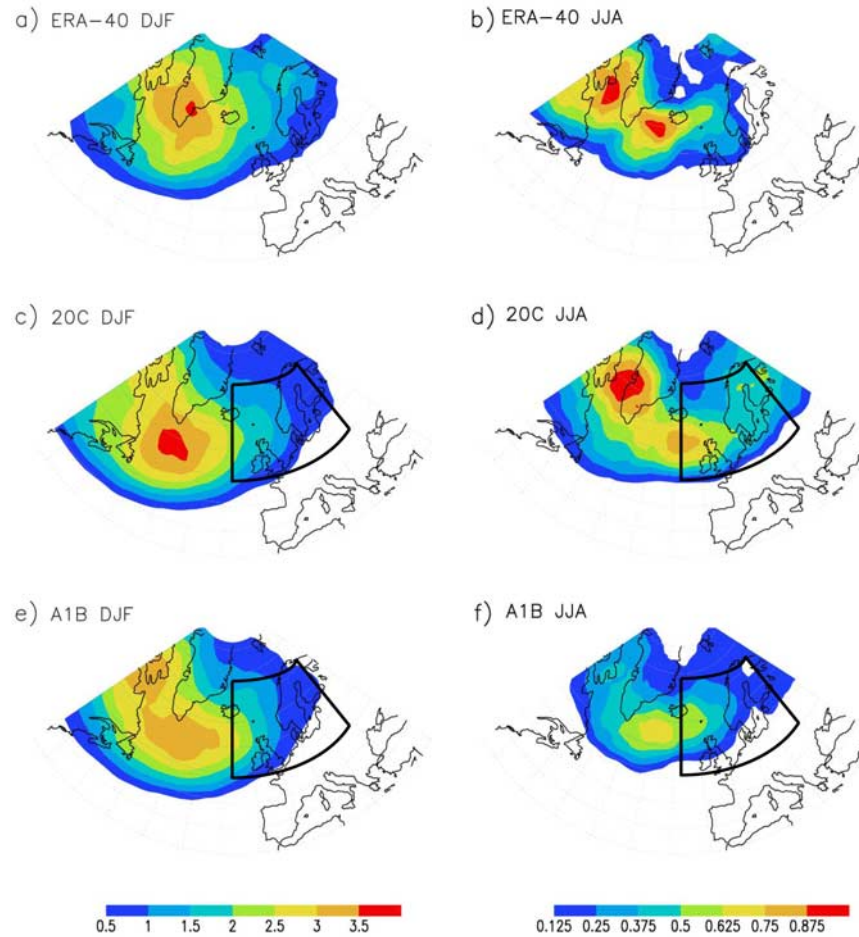 a) ERA-40 DJF
b) ERA-40 JJA
c) 20C DJF
d) 20C JJA
e) A1B DJF
f) A1B JJA
0.5 1 1.5 2 2.5 3 3.5
0.125 0.25 0.375 0.5 0.625 0.75 0.875